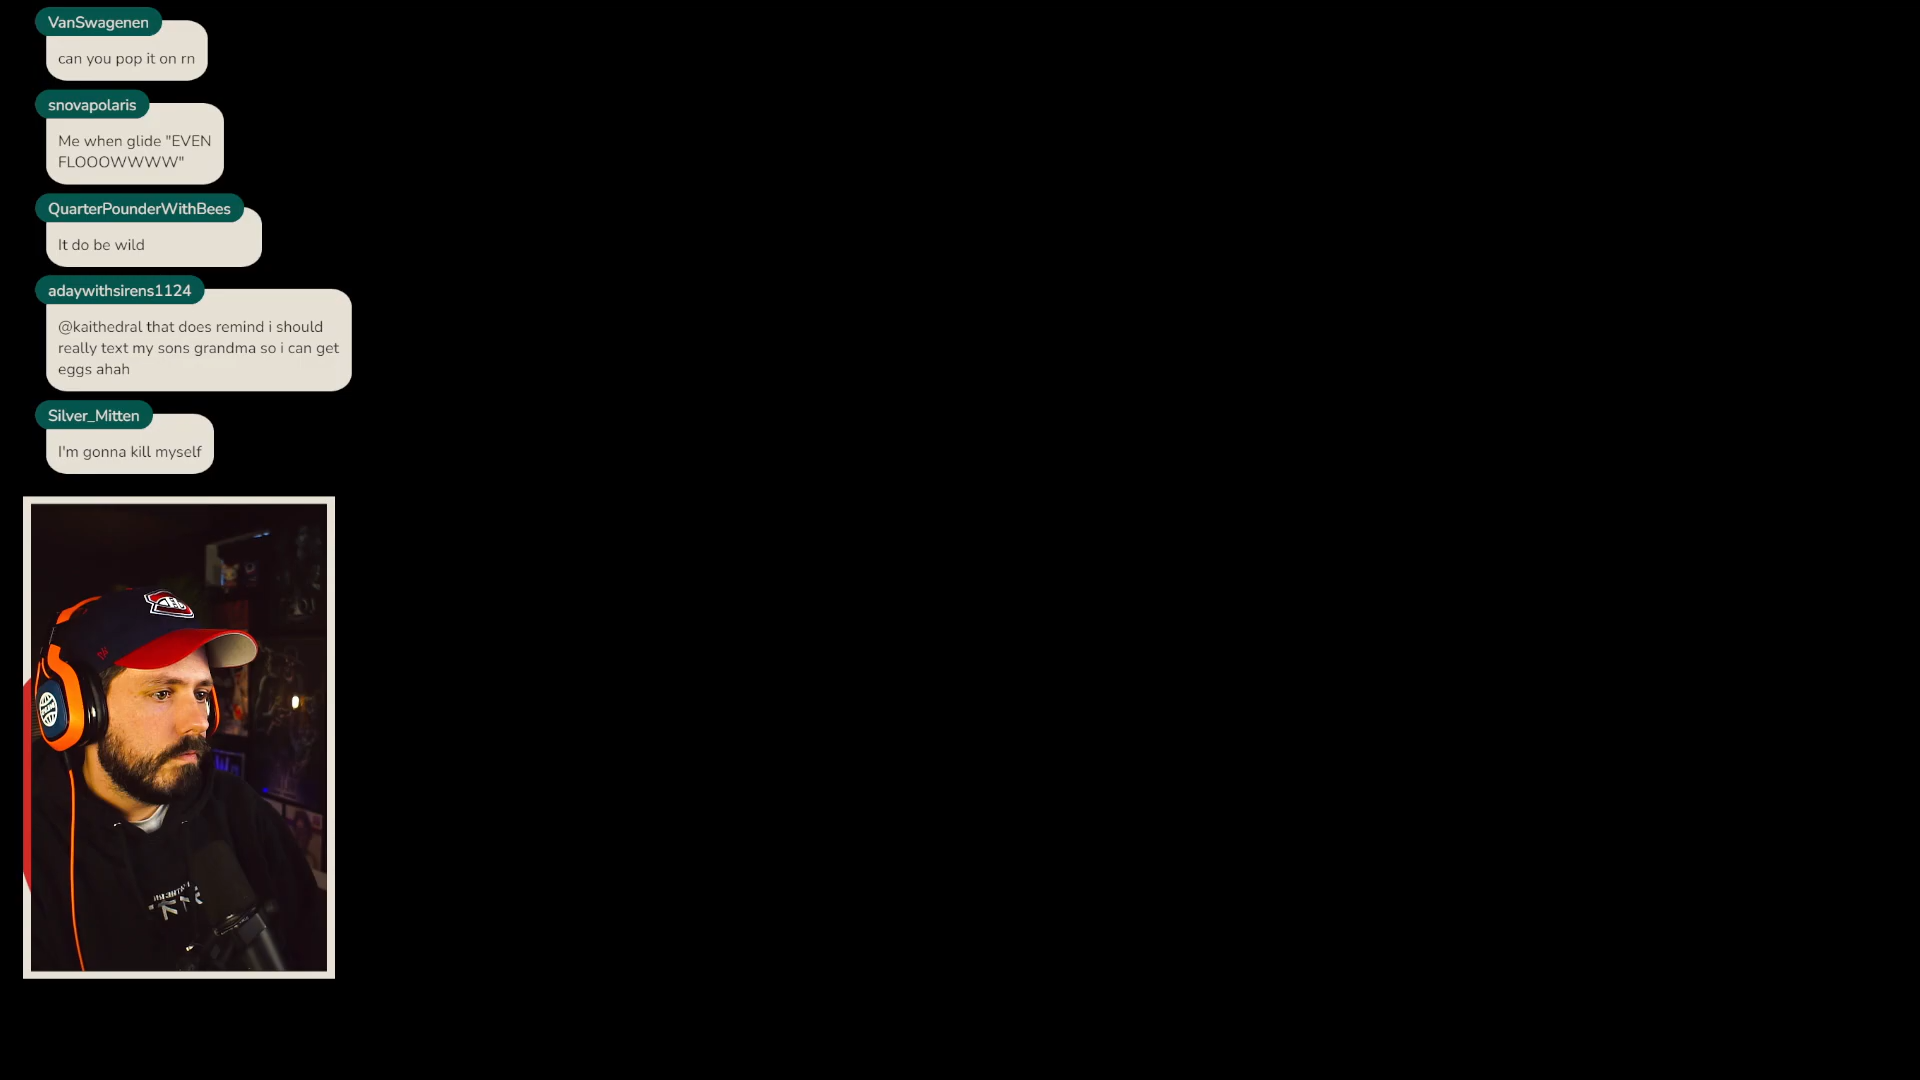 VanSwagenen
can you pop it on rn
snovapolaris
Me when glide "EVEN
FLOOOWWWW"
QuarterPounderWithBees
It do be wild
adaywithsirens1124
@kaithedral that does remind i should
really text my sons grandma so i can get
eggs ahah
Silver_Mitten
I'm gonna kill myself